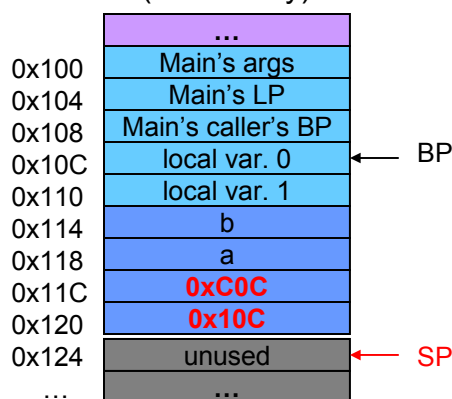 …
0x100 Main's args
0x104 Main's LP
0x108 Main's caller's BP
0x10C local var. 0 BP
0x110 local var. 1
0x114 b
0x118 a
0x11C 0xC0C
0x120 0x10C
0x124 unused SP
… …